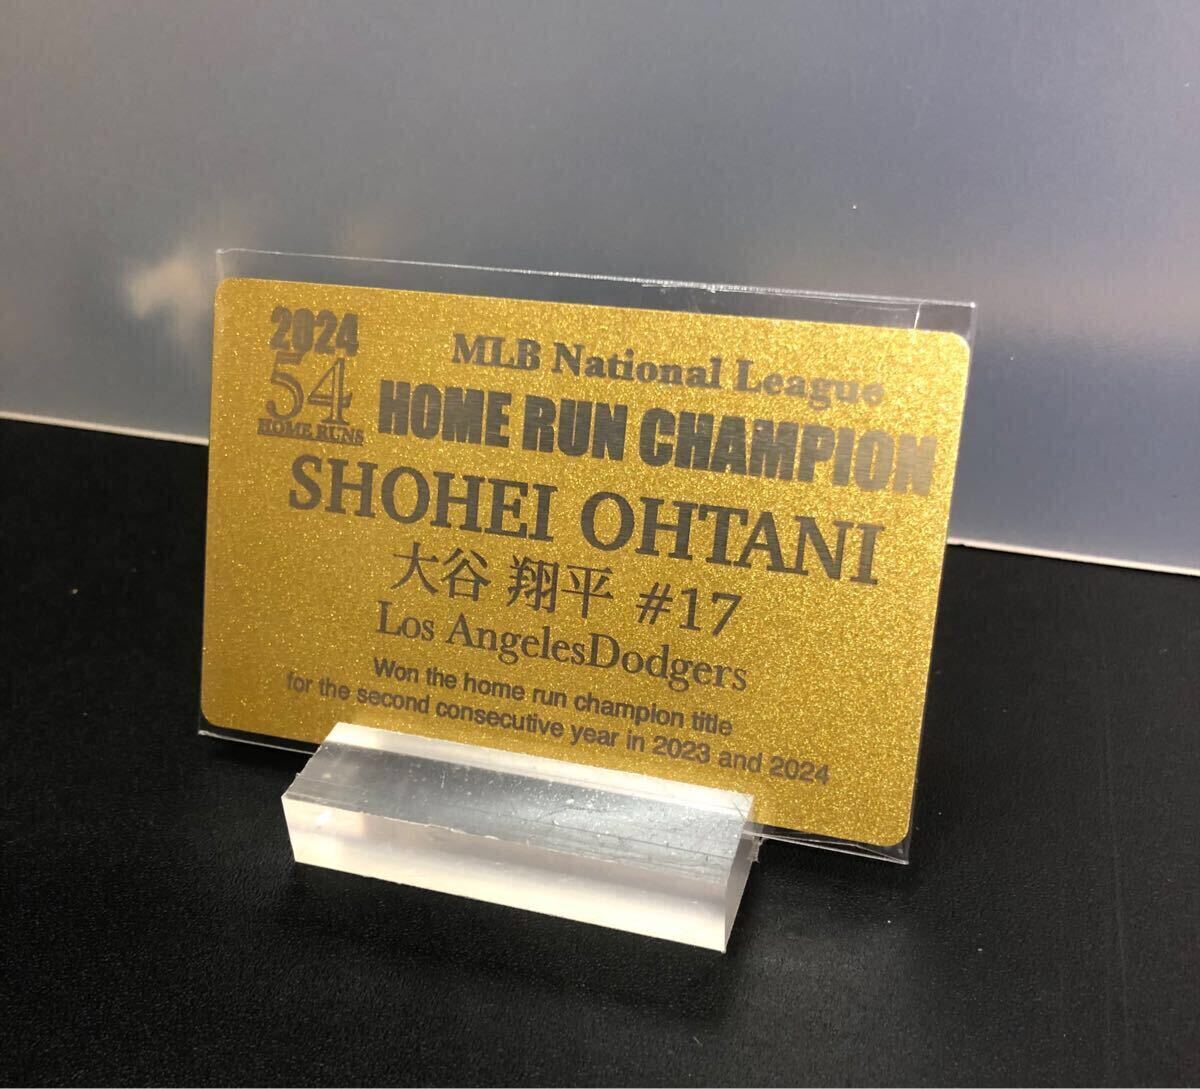 2024
54
HOME RUNS
MLB National League
HOME RUN CHAMPION
SHOHEI OHTANI
大谷 翔平 #17
Los AngelesDodgers
Won the home run champion title
for the second consecutive year in 2023 and 2024